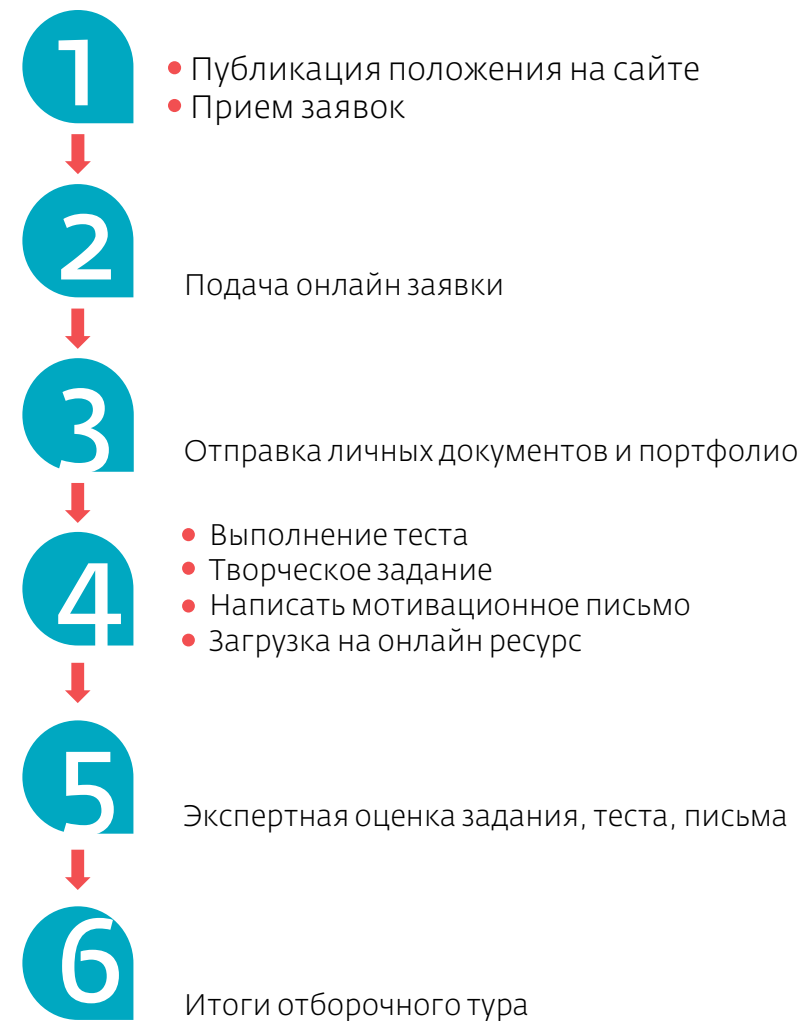 1
• Публикация положения на сайте
• Прием заявок
2
Подача онлайн заявки
3
Отправка личных документов и портфолио
4
• Выполнение теста
• Творческое задание
• Написать мотивационное письмо
• Загрузка на онлайн ресурс
5
Экспертная оценка задания, теста, письма
6
Итоги отборочного тура